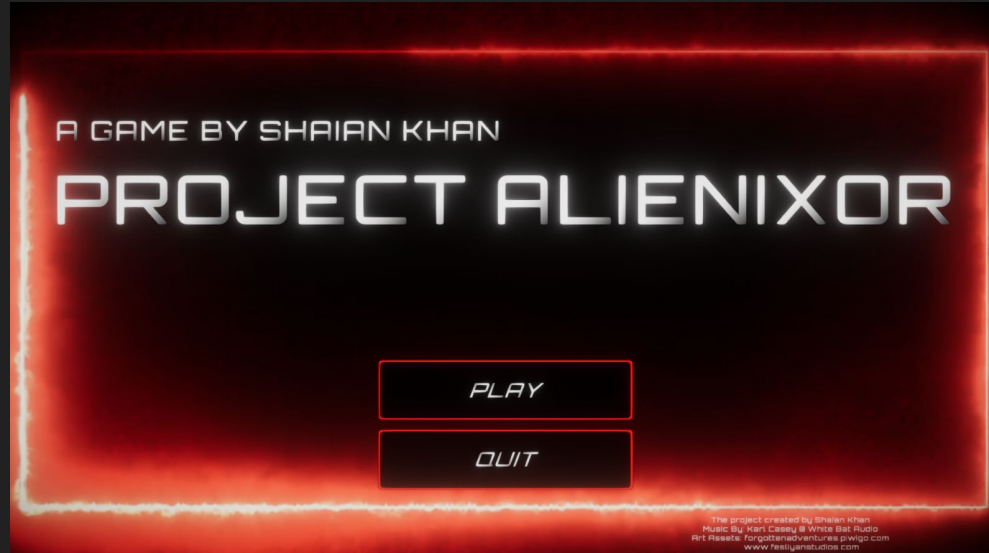 A GAME BY SHAIAN KHAN
PROJECT ALIENIXOR
PLAY
QUIT
The project created by Shaian Khan
Music By: Karl Casey @ White Bat Audio
Art Assets: forgottenadventures.piwigo.com
www.fesliyanstudios.com